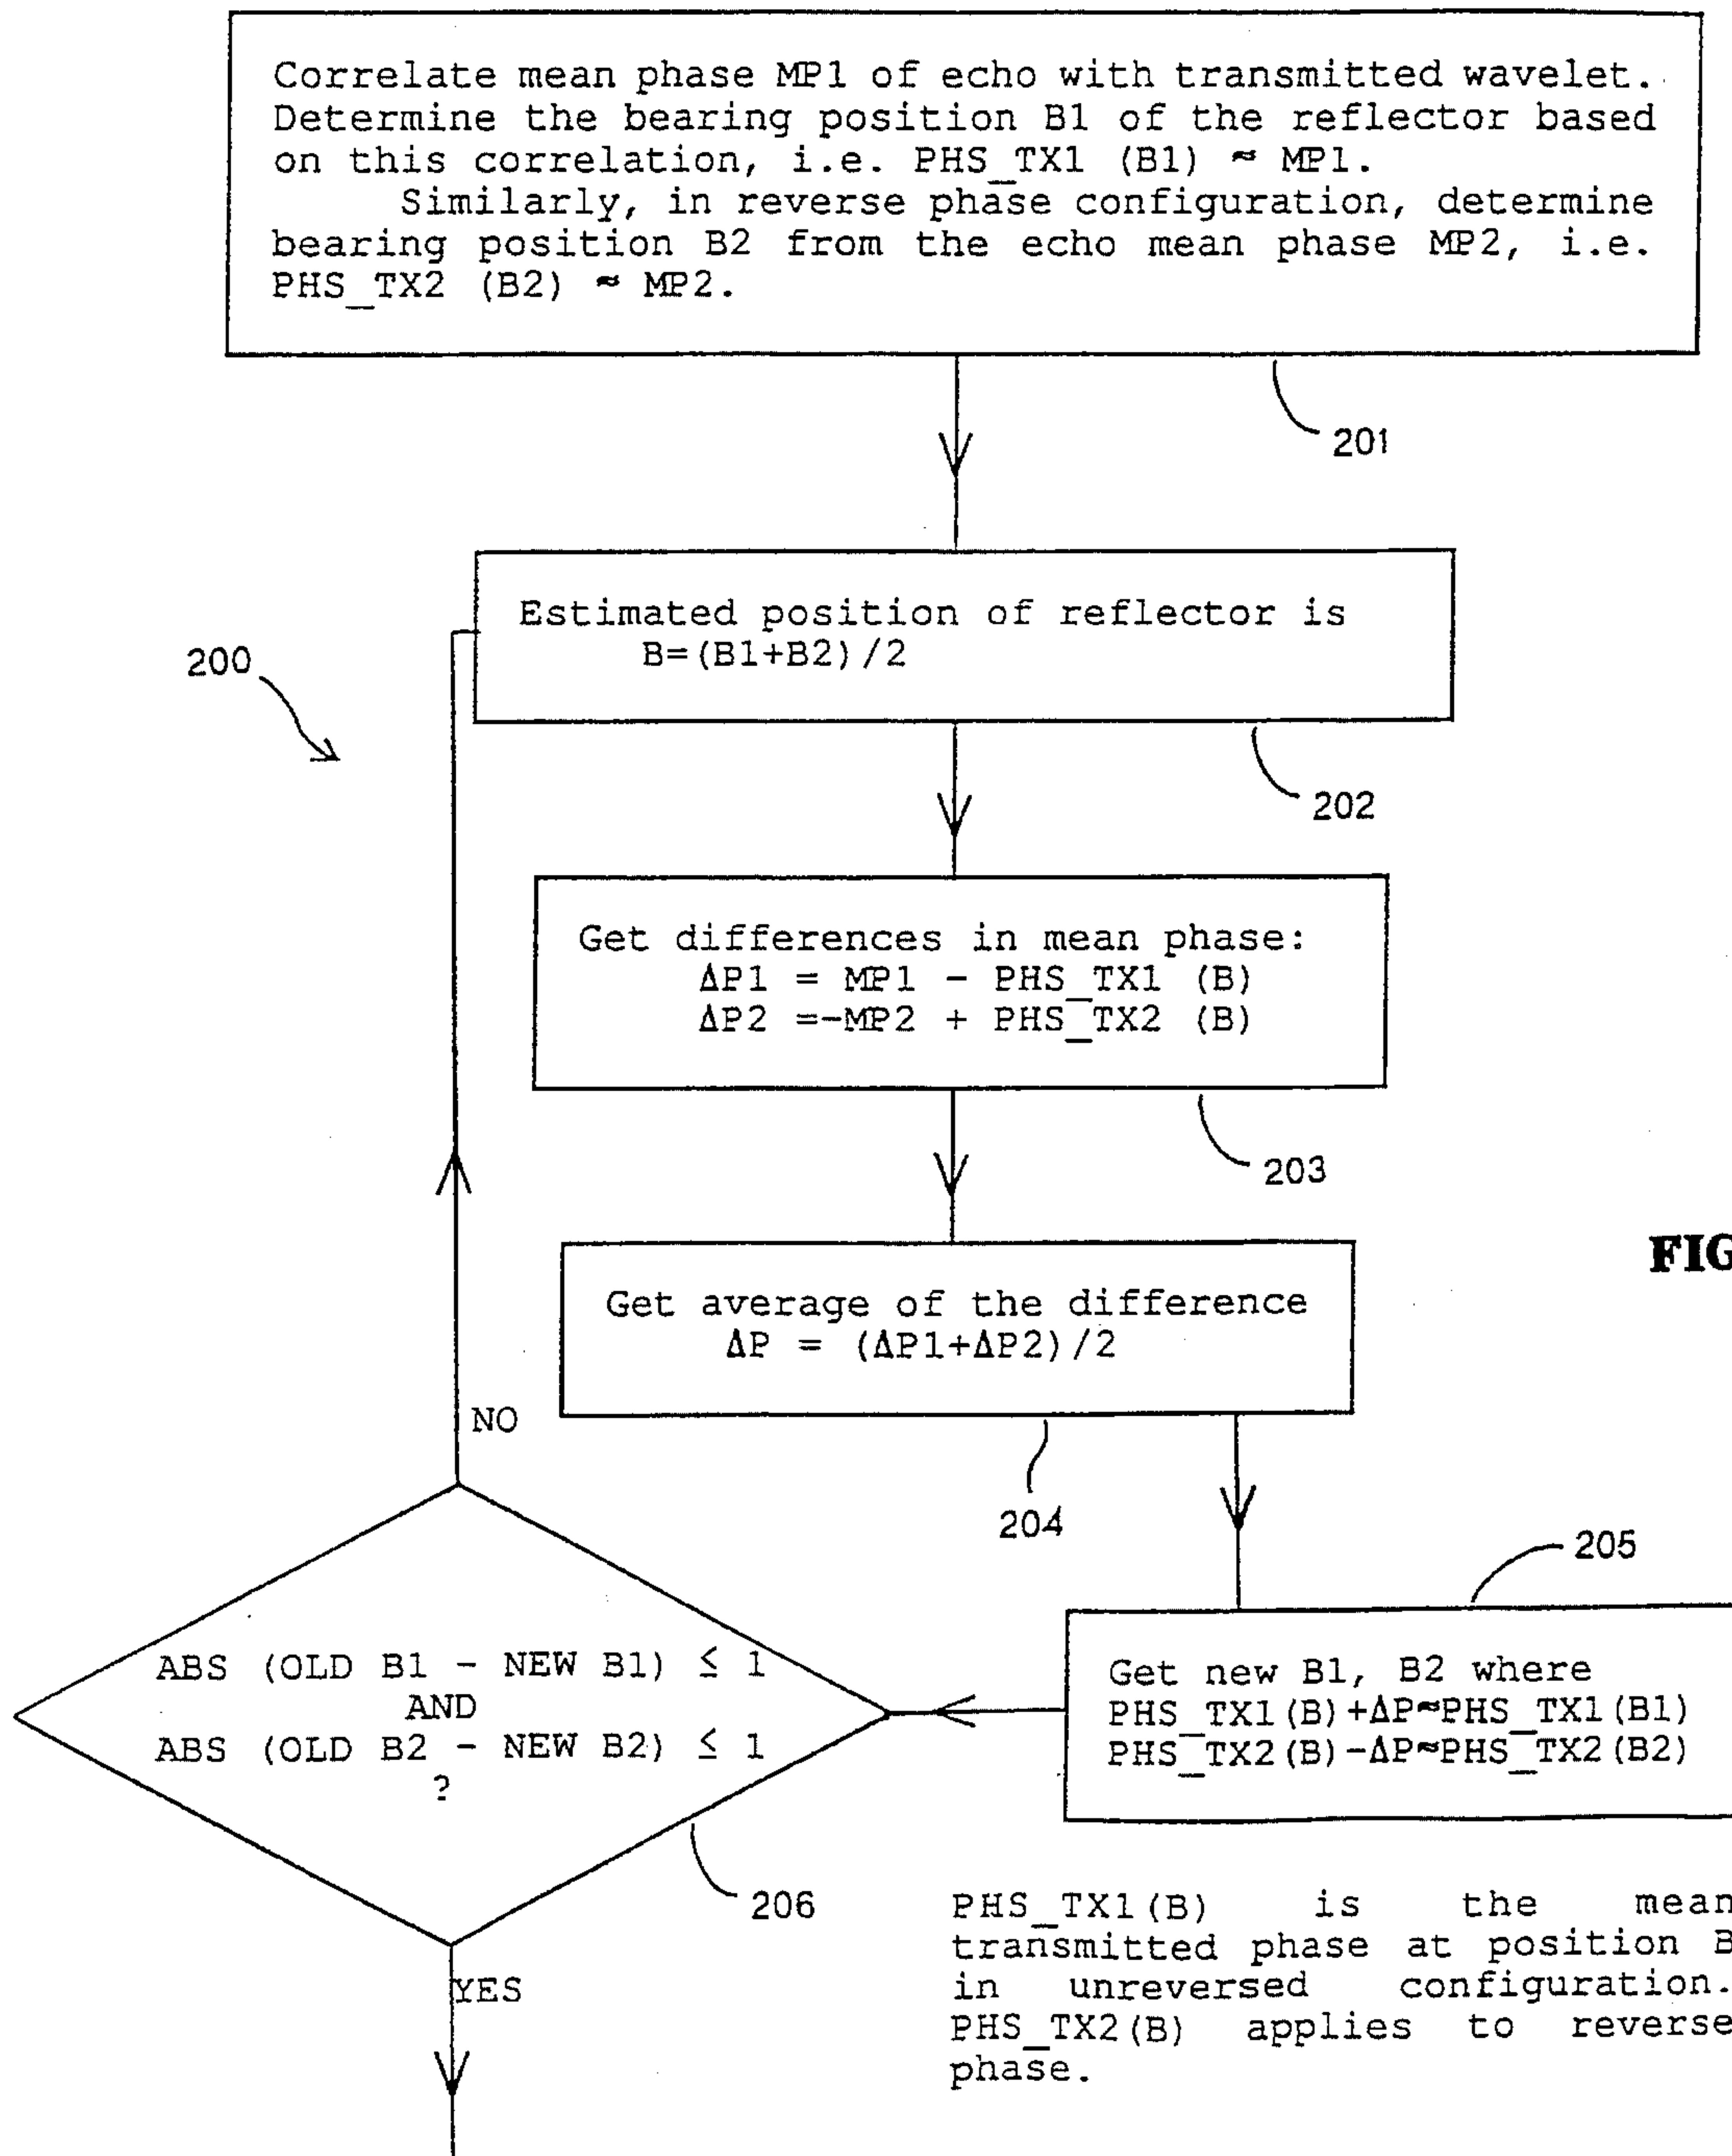 Correlate mean phase MP1 of echo with transmitted wavelet.
Determine the bearing position B1 of the reflector based
on this correlation, i.e. PHS_TX1 (B1) ≈ MP1.
Similarly, in reverse phase configuration, determine
bearing position B2 from the echo mean phase MP2, i.e.
PHS_TX2 (B2) ≈ MP2.
201
Estimated position of reflector is
B=(B1+B2)/2
200
202
Get differences in mean phase:
ΔP1 = MP1 - PHS_TX1 (B)
ΔP2 =-MP2 + PHS_TX2 (B)
203
FIG
Get average of the difference
ΔP = (ΔP1+ΔP2)/2
NO
204
205
ABS (OLD B1 - NEW B1) ≤ 1
AND
ABS (OLD B2 - NEW B2) ≤ 1
?
Get new B1, B2 where
PHS_TX1(B)+ΔP≈PHS_TX1(B1)
PHS_TX2(B)-ΔP≈PHS_TX2(B2)
206
YES
PHS_TX1(B) is the mean
transmitted phase at position B
in unreversed configuration.
PHS_TX2(B) applies to reverse
phase.